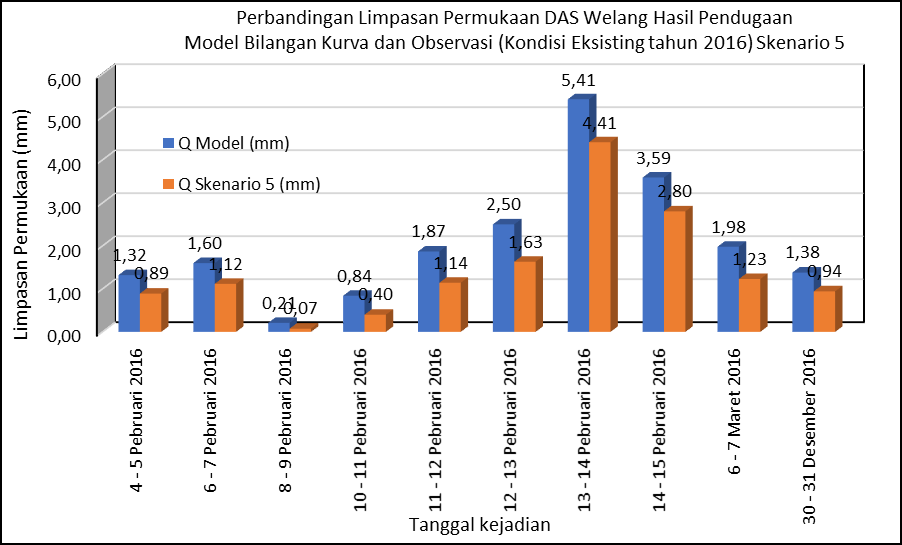 Perbandingan Limpasan Permukaan DAS Welang Hasil Pendugaan
Model Bilangan Kurva dan Observasi (Kondisi Eksisting tahun 2016) Skenario 5
Limpasan Permukaan (mm)
6,00
5,00
4,00
3,00
2,00
1,00
0,00
Q Model (mm)
Q Skenario 5 (mm)
1,32
0,89
1,60
1,12
0,21
0,07
0,84
0,40
1,87
1,14
2,50
1,63
5,41
4,41
3,59
2,80
1,98
1,23
1,38
0,94
4 - 5 Pebruari 2016
6 - 7 Pebruari 2016
8 - 9 Pebruari 2016
10 - 11 Pebruari 2016
11 - 12 Pebruari 2016
12 - 13 Pebruari 2016
13 - 14 Pebruari 2016
14 - 15 Pebruari 2016
6 - 7 Maret 2016
30 - 31 Desember 2016
Tanggal kejadian